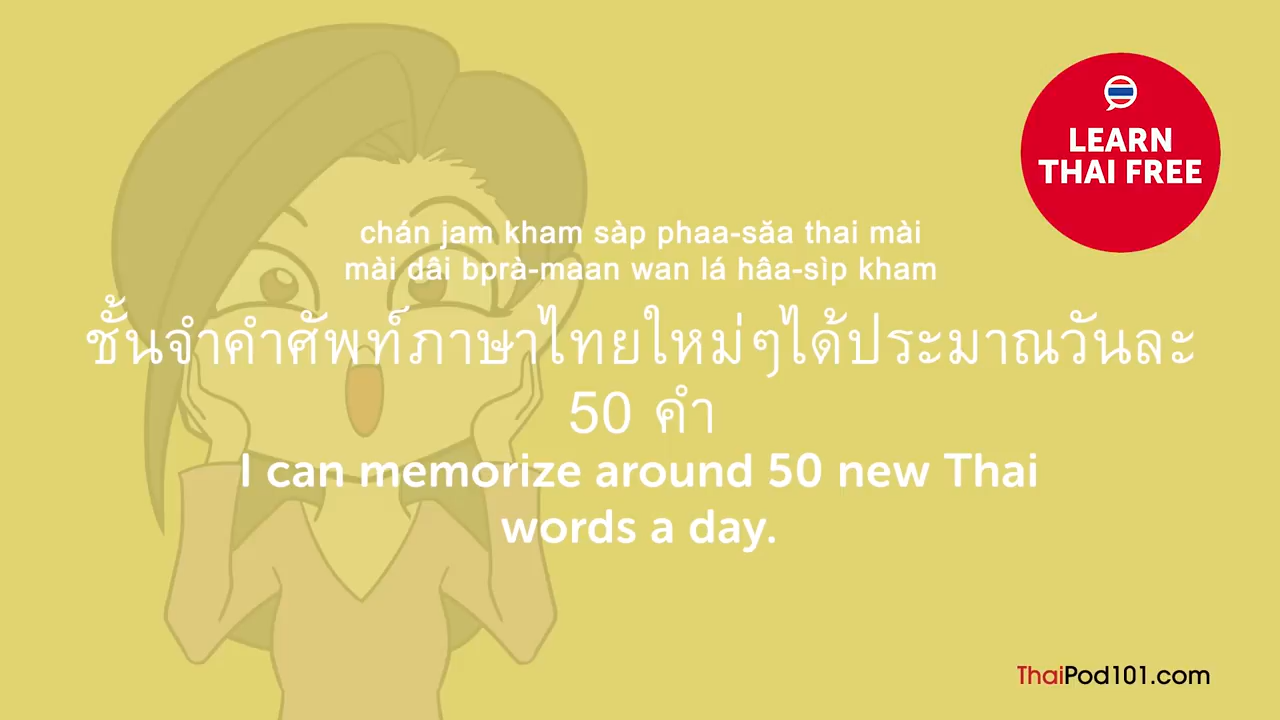 LEARN
THAI FREE
chán jam kham sàp phaa-săa thai mài
mài dâi bprà-maan wan lá hâa-sìp kham
ชั้นจำคำศัพท์ภาษาไทยใหม่ๆได้ประมาณวันละ
50 คำ
I can memorize around 50 new Thai
words a day.
ThaiPod101.com